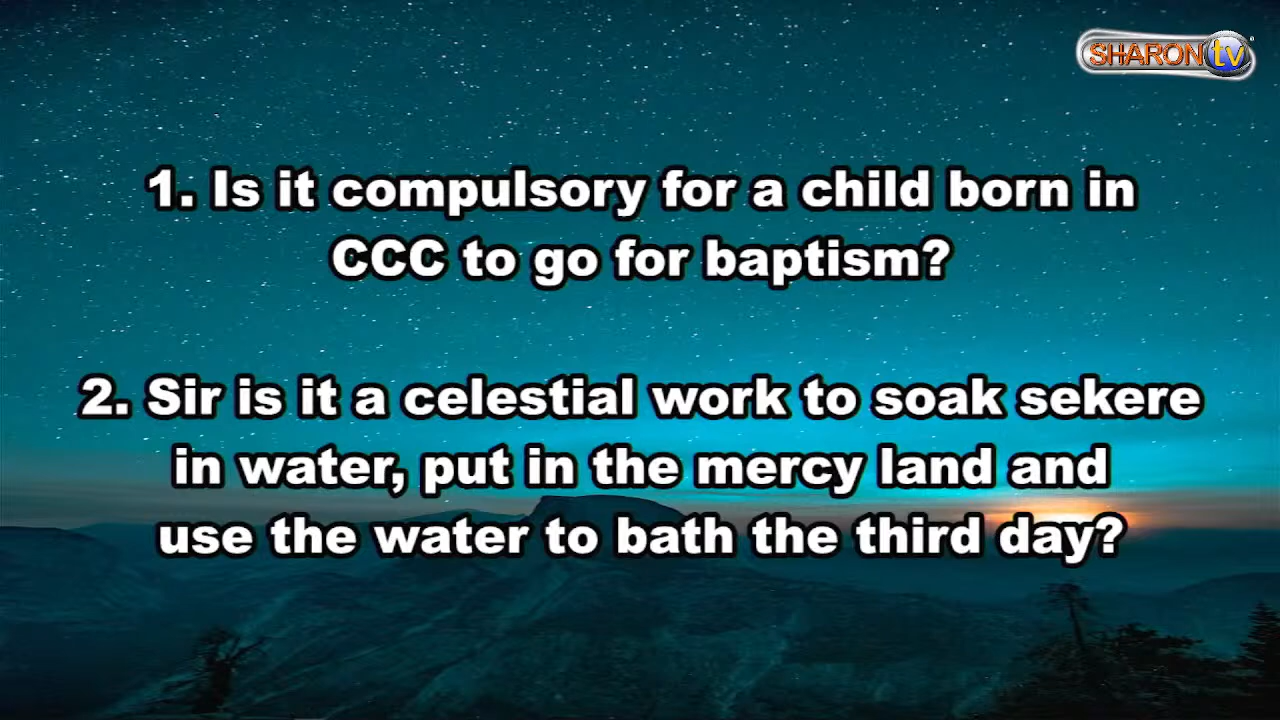 SHARON tv
1. Is it compulsory for a child born in
CCC to go for baptism?
2. Sir is it a celestial work to soak sekere
in water, put in the mercy land and
use the water to bath the third day?